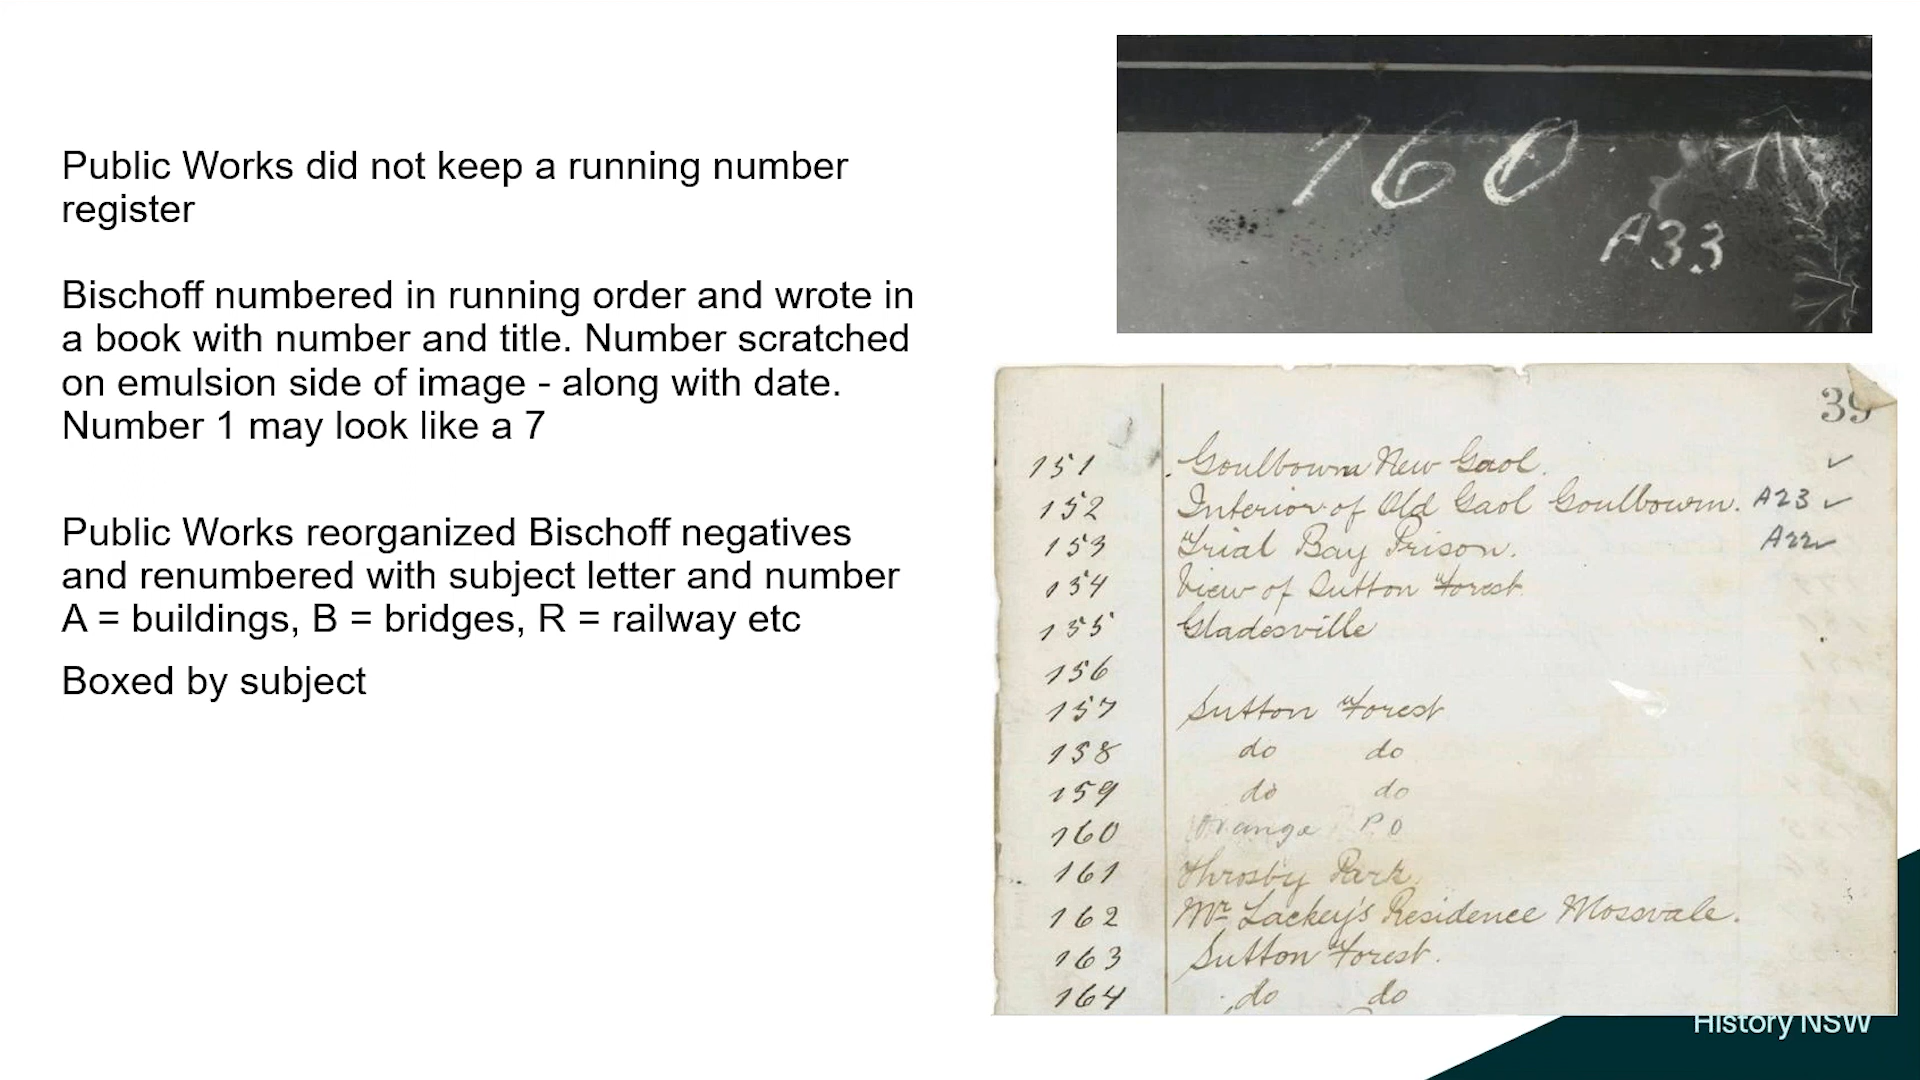 Public Works did not keep a running number
register
Bischoff numbered in running order and wrote in
a book with number and title. Number scratched
on emulsion side of image - along with date.
Number 1 may look like a 7
Public Works reorganized Bischoff negatives
and renumbered with subject letter and number
A = buildings, B = bridges, R = railway etc
Boxed by subject
160
A33
39
151 Goulbourn New Gaol. ✓
152 Interior of Old Gaol Goulbourn. A23 ✓
153 Trial Bay Prison. A22 ✓
154 View of Sutton Forest
155 Gladesville
156
157 Sutton Forest
158 do do
159 do do
160 Orange P.O
161 Throsby Park
162 Mr Lackey's Residence Mossvale.
163 Sutton Forest.
164 do do
History NSW